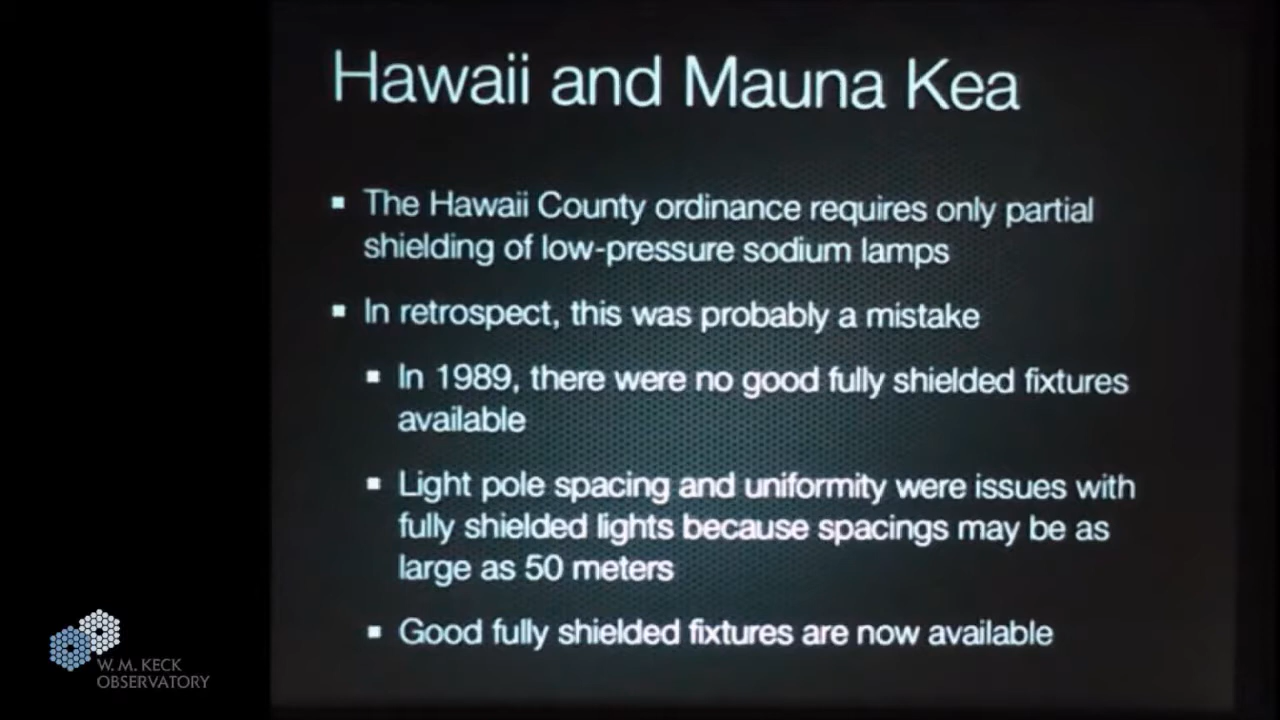 Hawaii and Mauna Kea
▪ The Hawaii County ordinance requires only partial
shielding of low-pressure sodium lamps
▪ In retrospect, this was probably a mistake
▪ In 1989, there were no good fully shielded fixtures
available
▪ Light pole spacing and uniformity were issues with
fully shielded lights because spacings may be as
large as 50 meters
▪ Good fully shielded fixtures are now available
W. M. KECK
OBSERVATORY